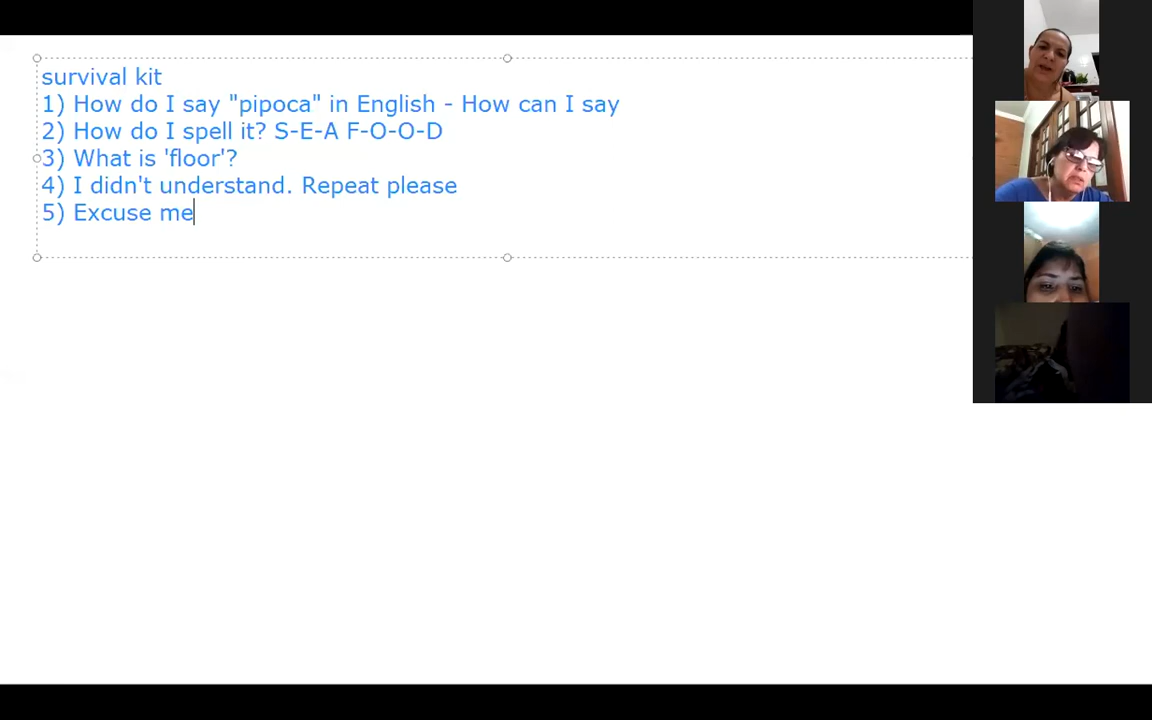 survival kit
1) How do I say "pipoca" in English - How can I say
2) How do I spell it? S-E-A F-O-O-D
3) What is 'floor'?
4) I didn't understand. Repeat please
5) Excuse me